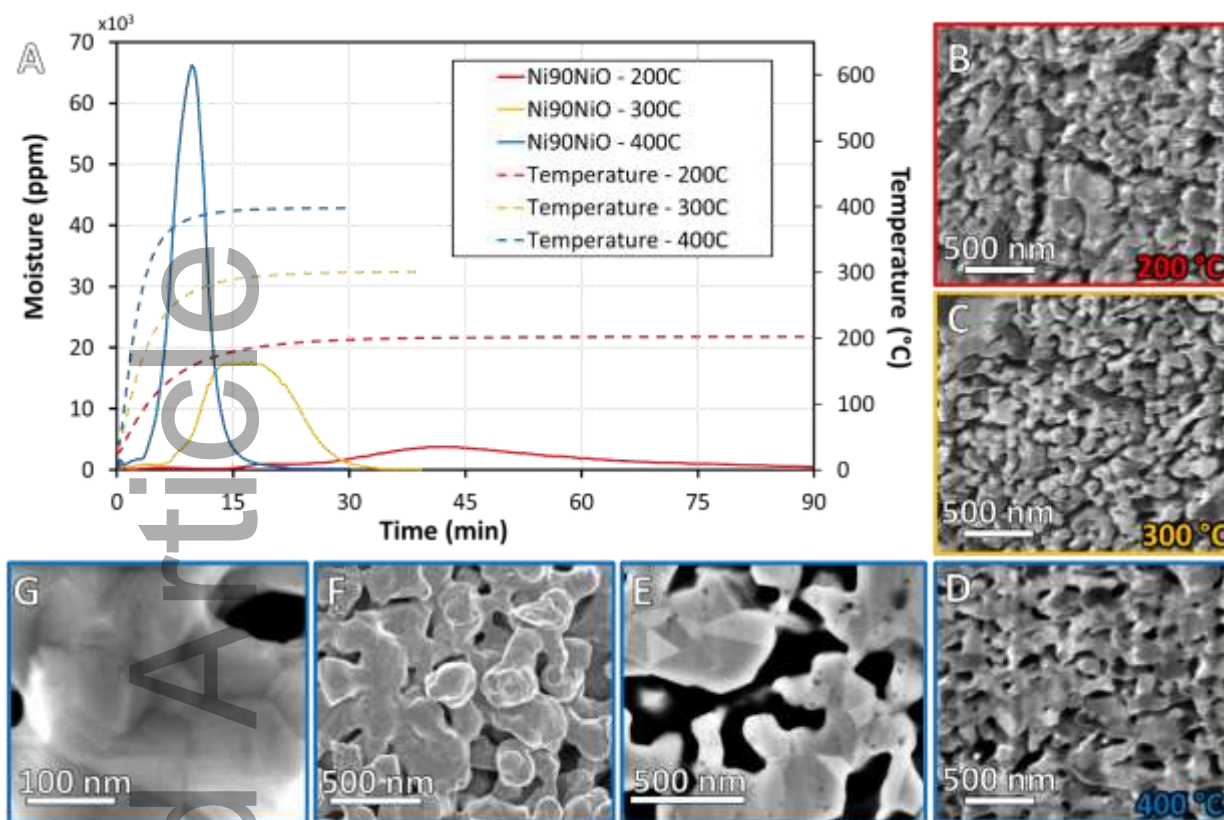 A
x10³
70
60
50
40
30
20
10
0
Moisture (ppm)
0 15 30 45 60 75 90
Time (min)
600
500
400
300
200
100
0
Temperature (°C)
Ni90NiO - 200C
Ni90NiO - 300C
Ni90NiO - 400C
Temperature - 200C
Temperature - 300C
Temperature - 400C
d Article
B
500 nm
200 °C
C
500 nm
300 °C
G
100 nm
F
500 nm
E
500 nm
D
500 nm
400 °C